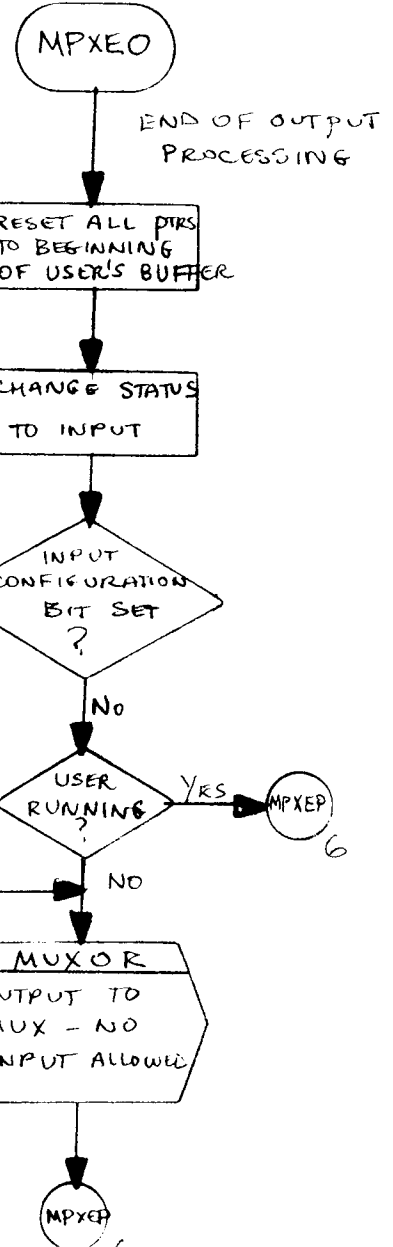 MPXEO
END OF OUTPUT
PROCESSING
RESET ALL PTRS
TO BEGINNING
OF USER'S BUFFER
CHANGE STATUS
TO INPUT
INPUT
CONFIGURATION
BIT SET
?
NO
USER
RUNNING
?
YES
MPXEP
6
NO
MUXOR
UTPUT TO
MUX - NO
INPUT ALLOWED
MPXEP